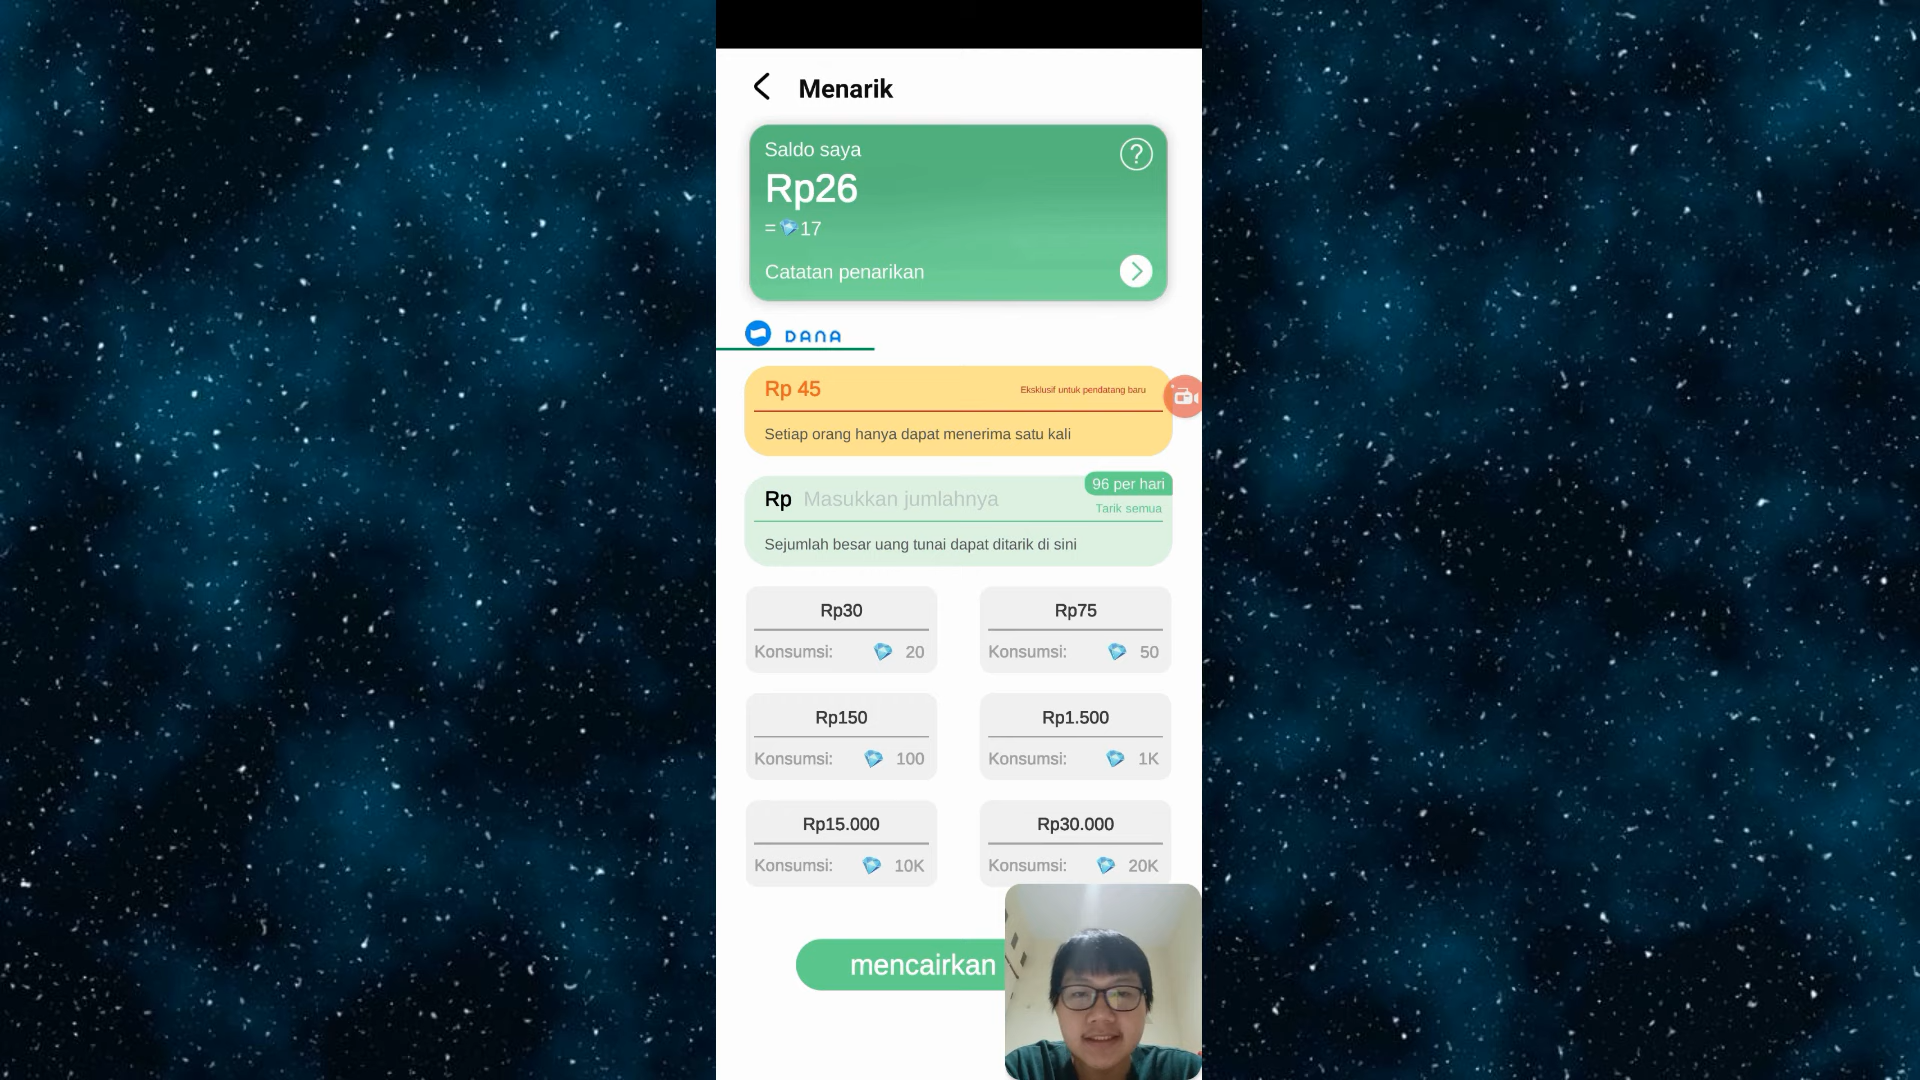 Menarik
Saldo saya
?
Rp26
=17
Catatan penarikan
DANA
Rp 45
Eksklusif untuk pendatang baru
Setiap orang hanya dapat menerima satu kali
96 per hari
Rp Masukkan jumlahnya
Tarik semua
Sejumlah besar uang tunai dapat ditarik di sini
Rp30
Konsumsi: 20
Rp75
Konsumsi: 50
Rp150
Konsumsi: 100
Rp1.500
Konsumsi: 1K
Rp15.000
Konsumsi: 10K
Rp30.000
Konsumsi: 20K
mencairkan